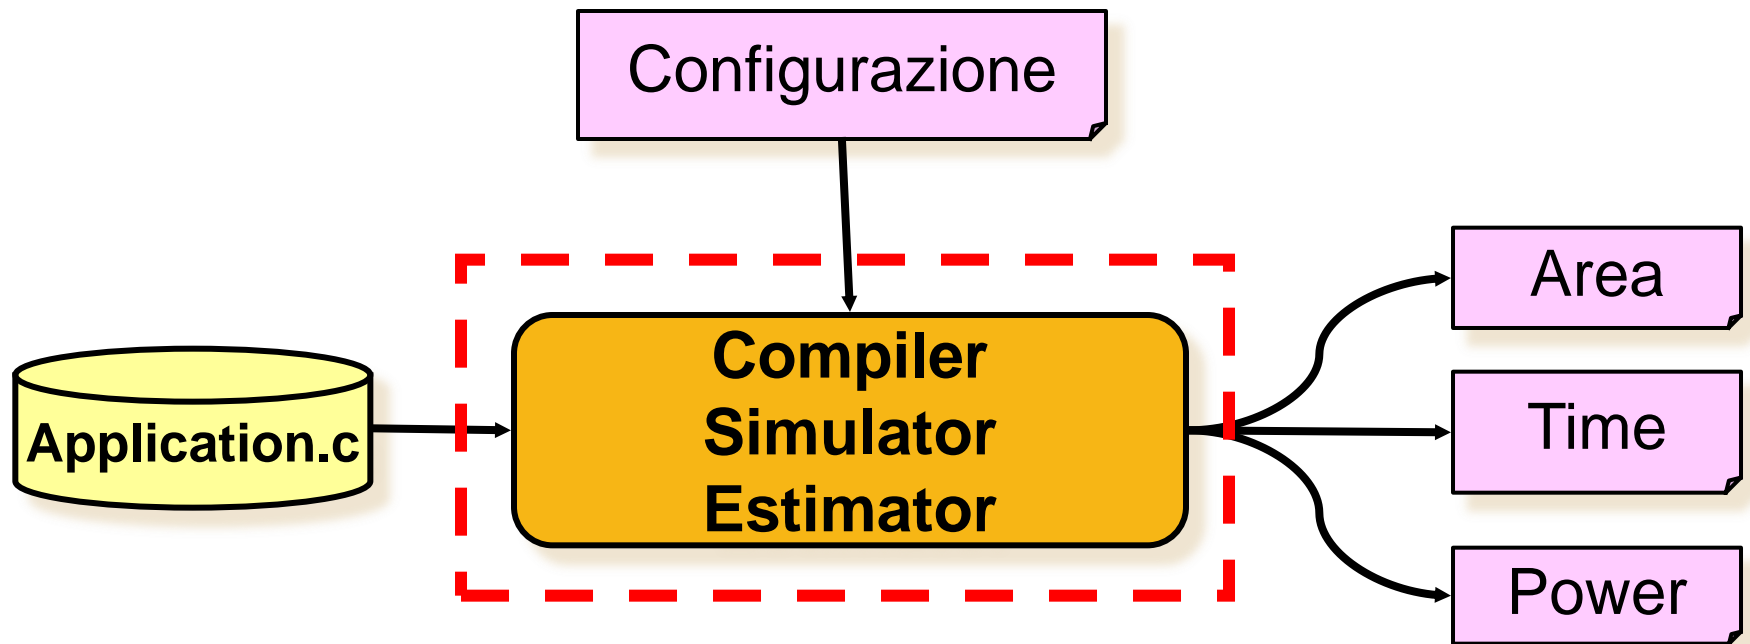 Configurazione
Application.c
Compiler
Simulator
Estimator
Area
Time
Power